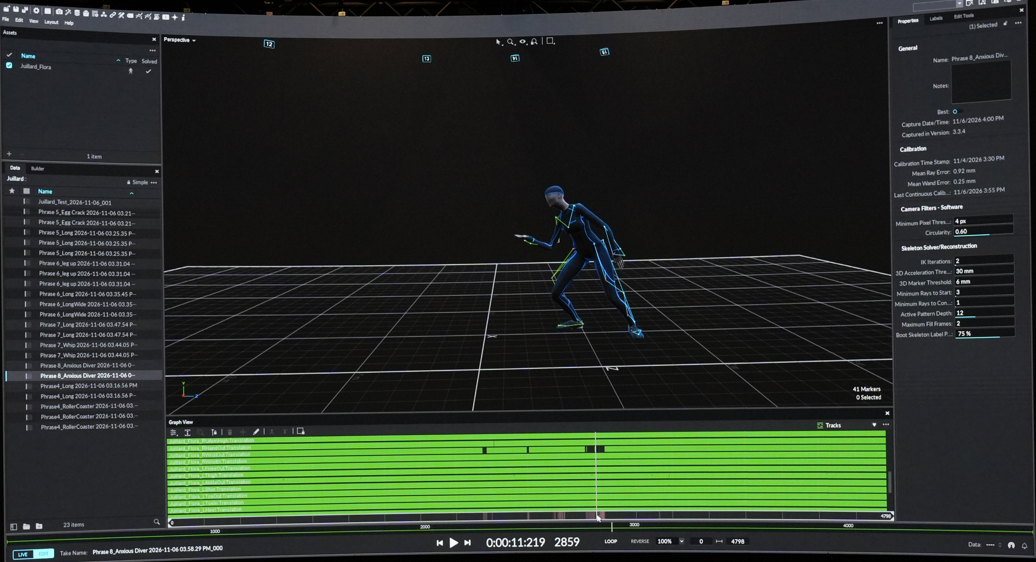 File Edit View Layout Help
Assets
Name
Type Solved
Juillard_Flora
1 item
Data Builder
Juillard
Simple
Name
Juillard_Test_2026-11-06_001
Phrase 5_Egg Crack 2026-11-06 03.21--
Phrase 5_Egg Crack 2026-11-06 03.21--
Phrase 5_Long 2026-11-06 03.25.35 P--
Phrase 5_Long 2026-11-06 03.25.35 P--
Phrase 5_Long 2026-11-06 03.25.35 P--
Phrase 6_leg up 2026-11-06 03.31.04
Phrase 6_leg up 2026-11-06 03.31.04
Phrase 6_leg up 2026-11-06 03.31.04
Phrase 6_Long 2026-11-06 03.35.45 P--
Phrase 6_LongWide 2026-11-06 03.35--
Phrase 6_LongWide 2026-11-06 03.35--
Phrase 7_Long 2026-11-06 03.47.54 P--
Phrase 7_Long 2026-11-06 03.47.54 P--
Phrase 7_Whip 2026-11-06 03.44.05 P--
Phrase 7_Whip 2026-11-06 03.44.05 P--
Phrase 8_Anxious Diver 2026-11-06 0--
Phrase 8_Anxious Diver 2026-11-06 0--
Phrase4_Long 2026-11-06 03.16.56 PM
Phrase4_Long 2026-11-06 03.16.56 P--
Phrase4_RollerCoaster 2026-11-06 03.--
Phrase4_RollerCoaster 2026-11-06 03.--
Phrase4_RollerCoaster 2026-11-06 03.--
23 items
Perspective
12
13
41 Markers
0 Selected
Graph View
Tracks
0
4798
1000 2000 3000 4000
LIVE
Take Name: Phrase 8_Anxious Diver 2026-11-06 03.58.29 PM_000
0:00:11:219 2859
LOOP REVERSE 100% 0 4798
Data:
Properties Labels Edit Tools
(1) Selected
General
Name: Phrase 8_Anxious Div...
Notes:
Best:
Capture Date/Time: 11/6/2026 4:00 PM
Captured in Version: 3.3.4
Calibration
Calibration Time Stamp: 11/4/2026 3:30 PM
Mean Ray Error: 0.92 mm
Mean Wand Error: 0.25 mm
Last Continuous Calib...: 11/6/2026 3:55 PM
Camera Filters - Software
Minimum Pixel Thres...: 4 px
Circularity: 0.60
Skeleton Solver/Reconstruction
IK Iterations: 2
3D Acceleration Thre...: 30 mm
3D Marker Threshold: 6 mm
Minimum Rays to Start: 3
Minimum Rays to Con...: 1
Active Pattern Depth: 12
Maximum Fill Frames: 2
Boot Skeleton Label P...: 75 %